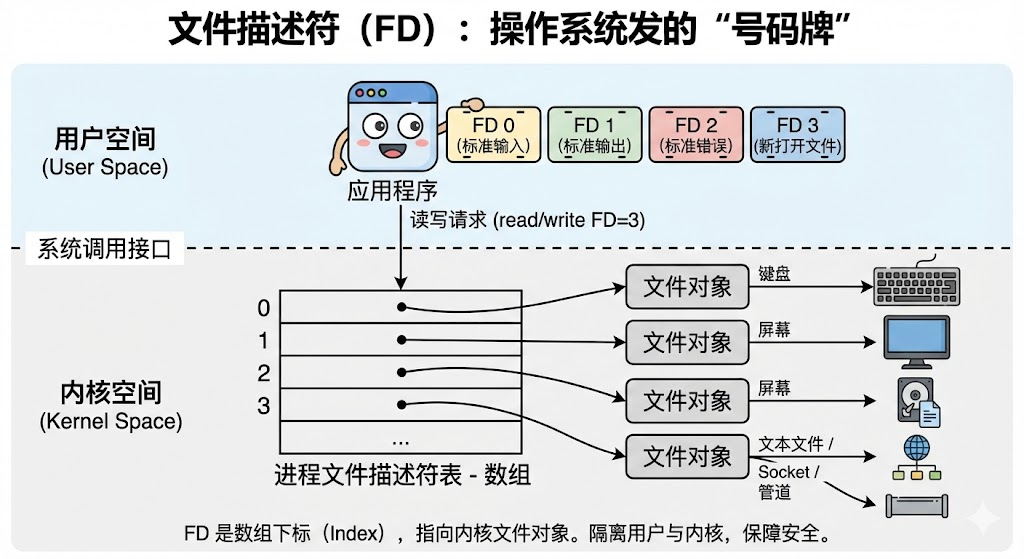 文件描述符（FD）：操作系统发的“号码牌”
用户空间
(User Space)
FD 0
(标准输入)
FD 1
(标准输出)
FD 2
(标准错误)
FD 3
(新打开文件)
应用程序
读写请求 (read/write FD=3)
系统调用接口
内核空间
(Kernel Space)
0
1
2
3
...
进程文件描述符表 - 数组
文件对象
键盘
文件对象
屏幕
文件对象
屏幕
文件对象
文本文件 /
Socket /
管道
FD 是数组下标（Index），指向内核文件对象。隔离用户与内核，保障安全。